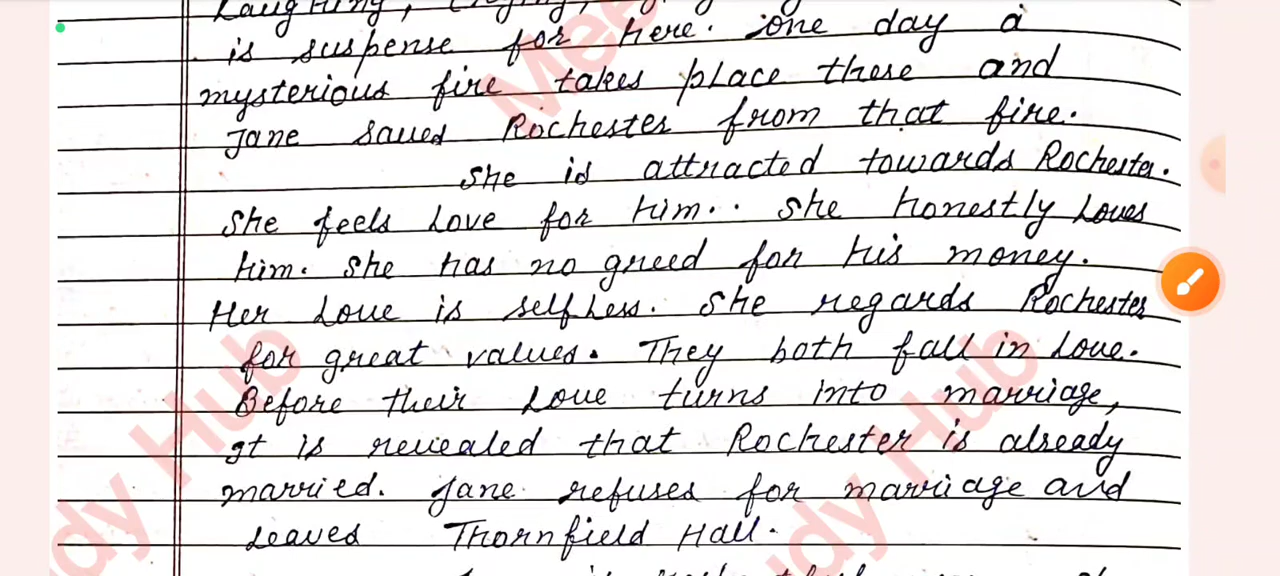 Laughing,
is suspense for here. one day a
mysterious fire takes place there and
Jane saved Rochester from that fire.
She is attracted towards Rochester.
She feels Love for him.. She honestly Loves
him. She has no greed for his money.
Her Love is selfless. She regards Rochester
for great values. They both fall in Love.
Before their Love turns into marriage,
It is revealed that Rochester is already
married. Jane refuses for marriage and
Leaves Thornfield Hall.